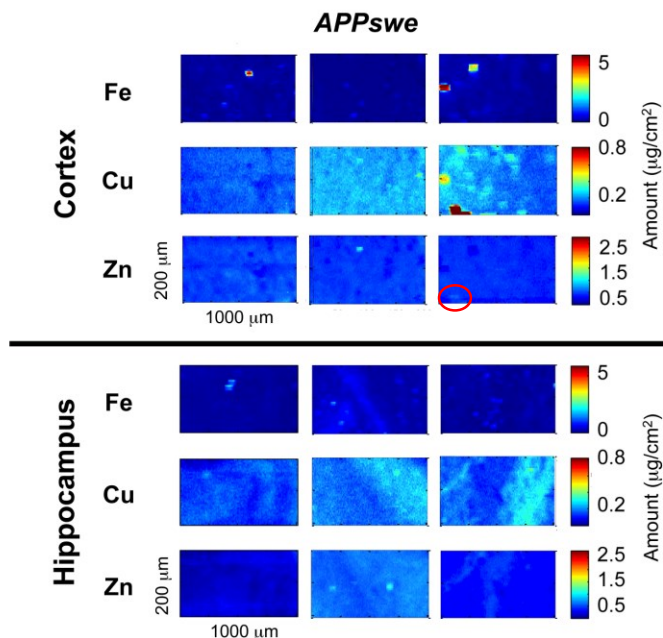 APPswe
Cortex
Fe
5
0
Cu
0.8
0.2
Zn
2.5
1.5
0.5
Amount (µg/cm²)
200 µm
1000 µm
Hippocampus
Fe
5
0
Cu
0.8
0.2
Zn
2.5
1.5
0.5
Amount (µg/cm²)
200 µm
1000 µm